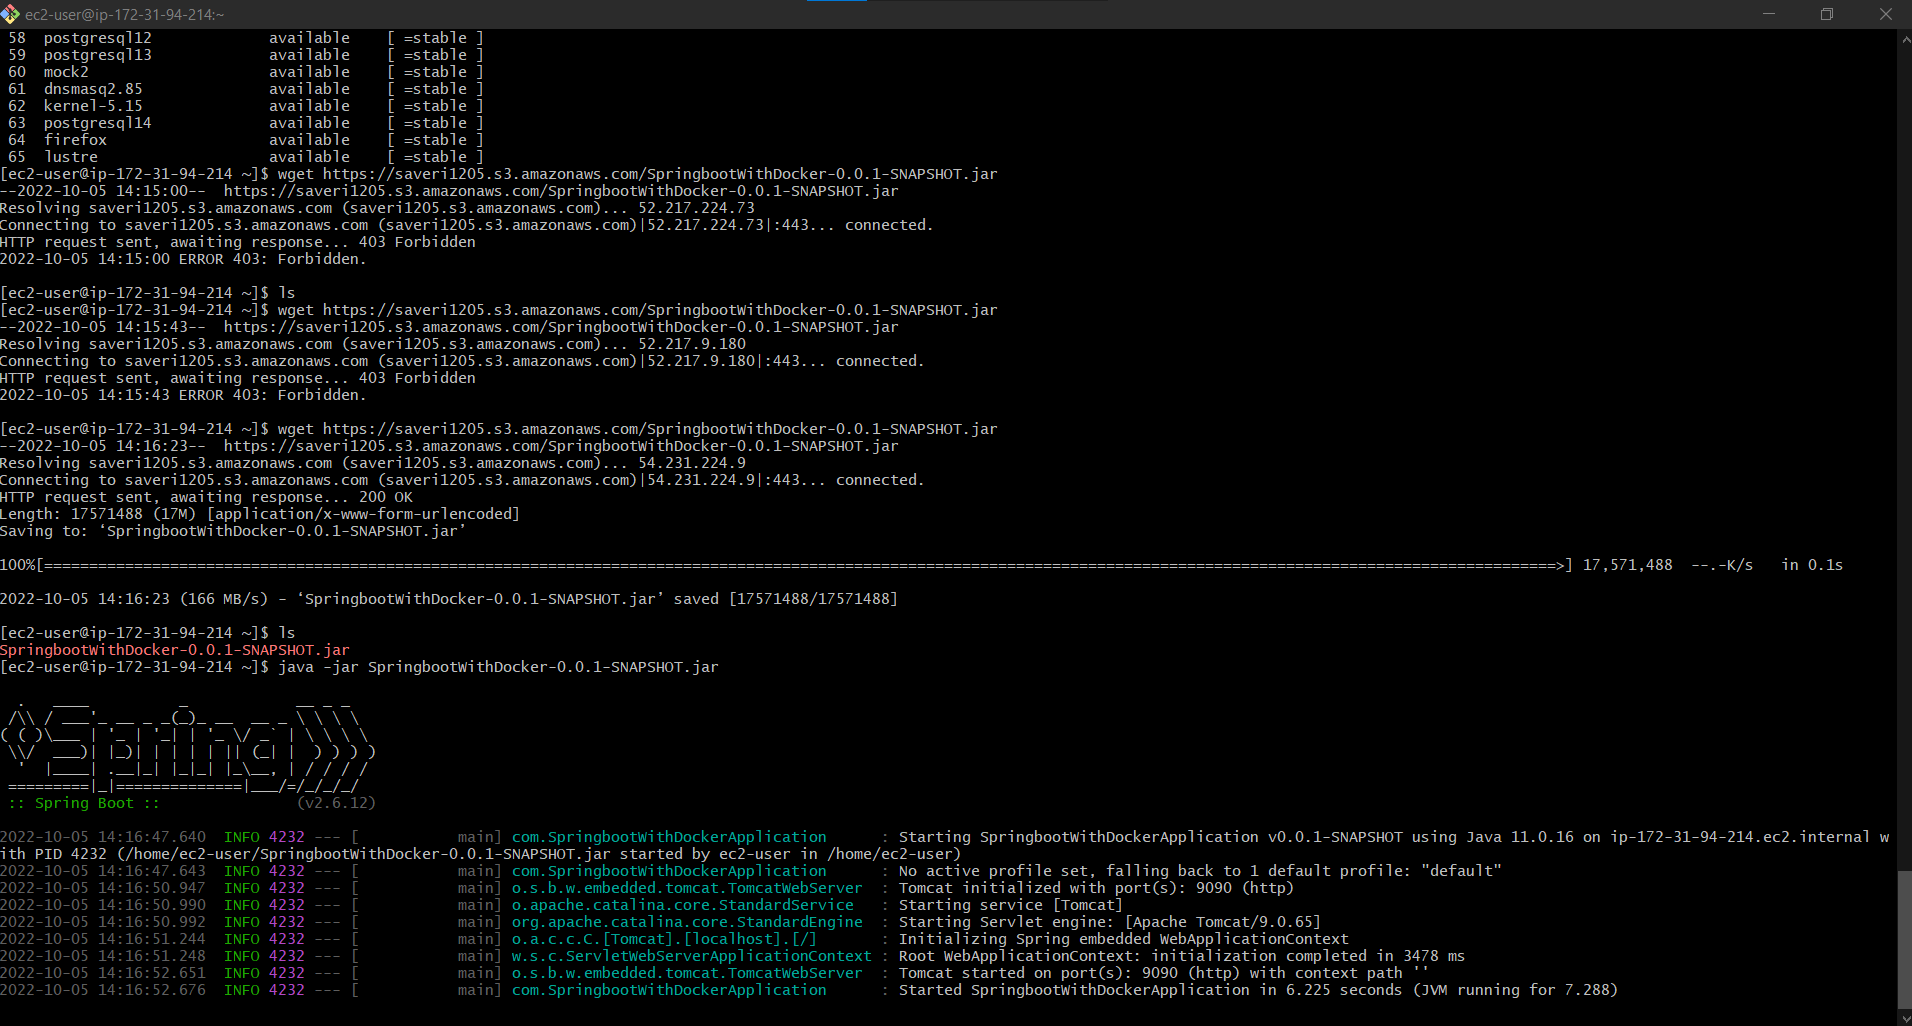 ec2-user@ip-172-31-94-214:~
58  postgresql12             available    [ =stable ]
59  postgresql13             available    [ =stable ]
60  mock2                    available    [ =stable ]
61  dnsmasq2.85              available    [ =stable ]
62  kernel-5.15              available    [ =stable ]
63  postgresql14             available    [ =stable ]
64  firefox                  available    [ =stable ]
65  lustre                   available    [ =stable ]
[ec2-user@ip-172-31-94-214 ~]$ wget https://saveri1205.s3.amazonaws.com/SpringbootWithDocker-0.0.1-SNAPSHOT.jar
--2022-10-05 14:15:00--  https://saveri1205.s3.amazonaws.com/SpringbootWithDocker-0.0.1-SNAPSHOT.jar
Resolving saveri1205.s3.amazonaws.com (saveri1205.s3.amazonaws.com)... 52.217.224.73
Connecting to saveri1205.s3.amazonaws.com (saveri1205.s3.amazonaws.com)|52.217.224.73|:443... connected.
HTTP request sent, awaiting response... 403 Forbidden
2022-10-05 14:15:00 ERROR 403: Forbidden.
[ec2-user@ip-172-31-94-214 ~]$ ls
[ec2-user@ip-172-31-94-214 ~]$ wget https://saveri1205.s3.amazonaws.com/SpringbootWithDocker-0.0.1-SNAPSHOT.jar
--2022-10-05 14:15:43--  https://saveri1205.s3.amazonaws.com/SpringbootWithDocker-0.0.1-SNAPSHOT.jar
Resolving saveri1205.s3.amazonaws.com (saveri1205.s3.amazonaws.com)... 52.217.9.180
Connecting to saveri1205.s3.amazonaws.com (saveri1205.s3.amazonaws.com)|52.217.9.180|:443... connected.
HTTP request sent, awaiting response... 403 Forbidden
2022-10-05 14:15:43 ERROR 403: Forbidden.
[ec2-user@ip-172-31-94-214 ~]$ wget https://saveri1205.s3.amazonaws.com/SpringbootWithDocker-0.0.1-SNAPSHOT.jar
--2022-10-05 14:16:23--  https://saveri1205.s3.amazonaws.com/SpringbootWithDocker-0.0.1-SNAPSHOT.jar
Resolving saveri1205.s3.amazonaws.com (saveri1205.s3.amazonaws.com)... 54.231.224.9
Connecting to saveri1205.s3.amazonaws.com (saveri1205.s3.amazonaws.com)|54.231.224.9|:443... connected.
HTTP request sent, awaiting response... 200 OK
Length: 17571488 (17M) [application/x-www-form-urlencoded]
Saving to: ‘SpringbootWithDocker-0.0.1-SNAPSHOT.jar’
100%[=====================================================================>] 17,571,488  --.-K/s   in 0.1s
2022-10-05 14:16:23 (166 MB/s) - ‘SpringbootWithDocker-0.0.1-SNAPSHOT.jar’ saved [17571488/17571488]
[ec2-user@ip-172-31-94-214 ~]$ ls
SpringbootWithDocker-0.0.1-SNAPSHOT.jar
[ec2-user@ip-172-31-94-214 ~]$ java -jar SpringbootWithDocker-0.0.1-SNAPSHOT.jar
Spring
:: Spring Boot ::               (v2.6.12)
2022-10-05 14:16:47.640  INFO 4232 --- [           main] com.SpringbootWithDockerApplication      : Starting SpringbootWithDockerApplication v0.0.1-SNAPSHOT using Java 11.0.16 on ip-172-31-94-214.ec2.internal w
ith PID 4232 (/home/ec2-user/SpringbootWithDocker-0.0.1-SNAPSHOT.jar started by ec2-user in /home/ec2-user)
2022-10-05 14:16:47.643  INFO 4232 --- [           main] com.SpringbootWithDockerApplication      : No active profile set, falling back to 1 default profile: "default"
2022-10-05 14:16:50.947  INFO 4232 --- [           main] o.s.b.w.embedded.tomcat.TomcatWebServer  : Tomcat initialized with port(s): 9090 (http)
2022-10-05 14:16:50.990  INFO 4232 --- [           main] o.apache.catalina.core.StandardService   : Starting service [Tomcat]
2022-10-05 14:16:50.992  INFO 4232 --- [           main] org.apache.catalina.core.StandardEngine  : Starting Servlet engine: [Apache Tomcat/9.0.65]
2022-10-05 14:16:51.244  INFO 4232 --- [           main] o.a.c.c.C.[Tomcat].[localhost].[/]       : Initializing Spring embedded WebApplicationContext
2022-10-05 14:16:51.248  INFO 4232 --- [           main] w.s.c.ServletWebServerApplicationContext : Root WebApplicationContext: initialization completed in 3478 ms
2022-10-05 14:16:52.651  INFO 4232 --- [           main] o.s.b.w.embedded.tomcat.TomcatWebServer  : Tomcat started on port(s): 9090 (http) with context path ''
2022-10-05 14:16:52.676  INFO 4232 --- [           main] com.SpringbootWithDockerApplication      : Started SpringbootWithDockerApplication in 6.225 seconds (JVM running for 7.288)